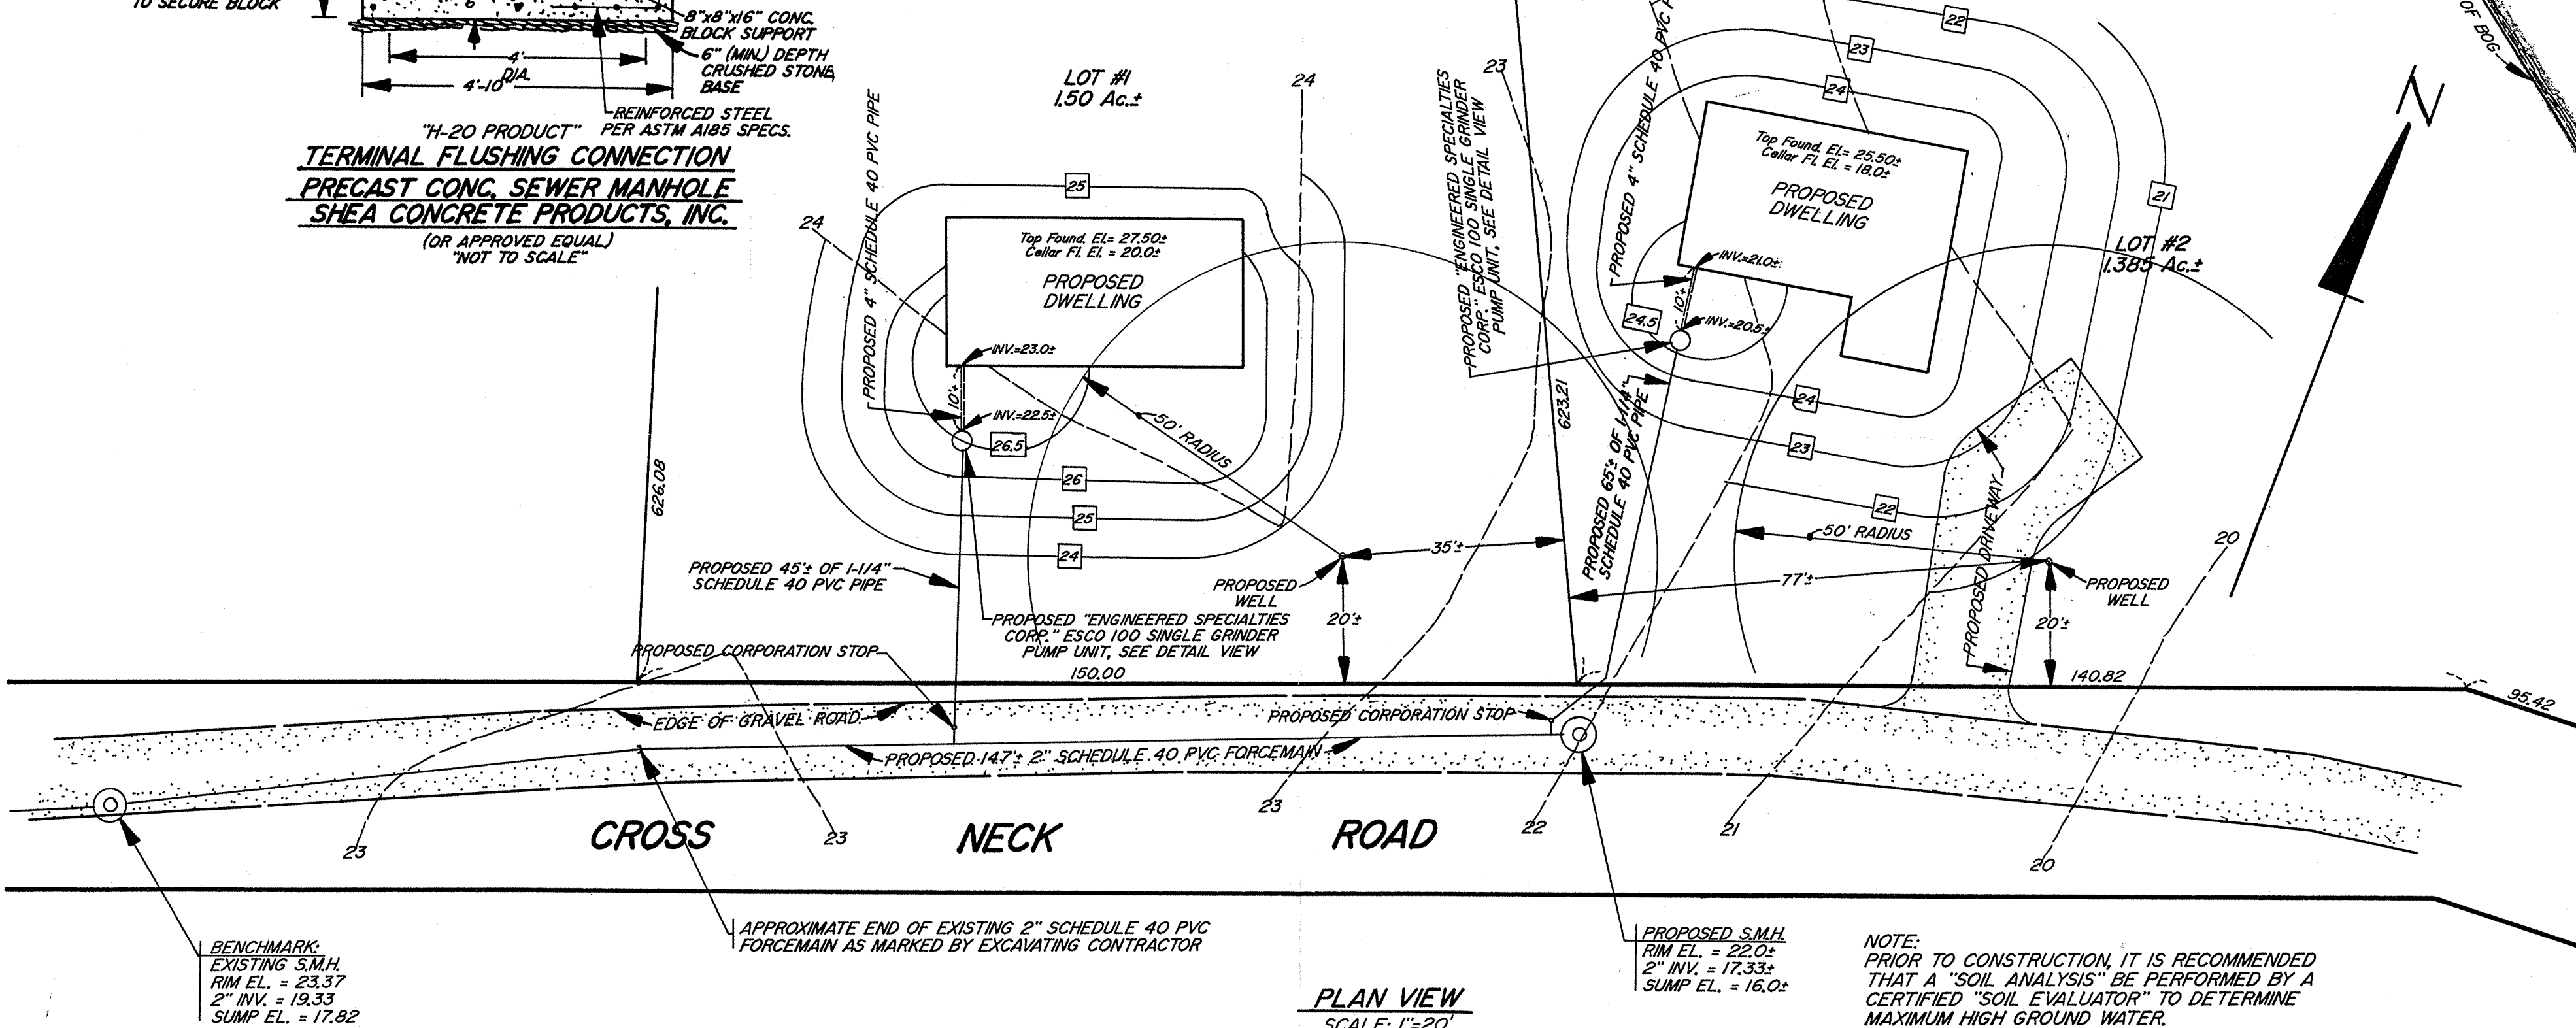 TO SECURE BLOCK
6"
8"x8"x16" CONC.
BLOCK SUPPORT
6" (MIN.) DEPTH
CRUSHED STONE
BASE
4'
DIA.
4'-10"
REINFORCED STEEL
PER ASTM A185 SPECS.
"H-20 PRODUCT"
TERMINAL FLUSHING CONNECTION
PRECAST CONC. SEWER MANHOLE
SHEA CONCRETE PRODUCTS, INC.
(OR APPROVED EQUAL)
"NOT TO SCALE"
LOT #1
1.50 Ac.±
24
24
25
PROPOSED 4" SCHEDULE 40 PVC PIPE
Top Found. El.= 27.50±
Cellar Fl. El. = 20.0±
PROPOSED
DWELLING
INV.=23.0±
10'±
INV.=22.5±
26.5
26
25
24
50' RADIUS
626.08
PROPOSED 45'± OF 1-1/4"
SCHEDULE 40 PVC PIPE
PROPOSED
WELL
35'±
20'±
PROPOSED "ENGINEERED SPECIALTIES
CORP." ESCO 100 SINGLE GRINDER
PUMP UNIT, SEE DETAIL VIEW
PROPOSED CORPORATION STOP
150.00
23
PROPOSED "ENGINEERED SPECIALTIES
CORP." ESCO 100 SINGLE GRINDER
PUMP UNIT, SEE DETAIL VIEW
623.21
PROPOSED 4" SCHEDULE 40 PVC PIPE
40 PVC P
22
23
24
21
Top Found. El.= 25.50±
Cellar Fl. El. = 18.0±
PROPOSED
DWELLING
LOT #2
1.385 Ac.±
INV.=21.0±
10'±
INV.=20.5±
24.5
24
23
22
PROPOSED 65'± OF 1-1/4"
SCHEDULE 40 PVC PIPE
50' RADIUS
77'±
PROPOSED DRIVEWAY
PROPOSED
WELL
20'±
20
140.82
95.42
OF BOG
N
EDGE OF GRAVEL ROAD
PROPOSED CORPORATION STOP
PROPOSED 147'± 2" SCHEDULE 40 PVC FORCEMAIN
23
23
23
22
21
20
CROSS NECK ROAD
BENCHMARK:
EXISTING S.M.H.
RIM EL. = 23.37
2" INV. = 19.33
SUMP EL. = 17.82
APPROXIMATE END OF EXISTING 2" SCHEDULE 40 PVC
FORCEMAIN AS MARKED BY EXCAVATING CONTRACTOR
PROPOSED S.M.H.
RIM EL. = 22.0±
2" INV. = 17.33±
SUMP EL. = 16.0±
PLAN VIEW
SCALE: 1"=20'
NOTE:
PRIOR TO CONSTRUCTION, IT IS RECOMMENDED
THAT A "SOIL ANALYSIS" BE PERFORMED BY A
CERTIFIED "SOIL EVALUATOR" TO DETERMINE
MAXIMUM HIGH GROUND WATER.